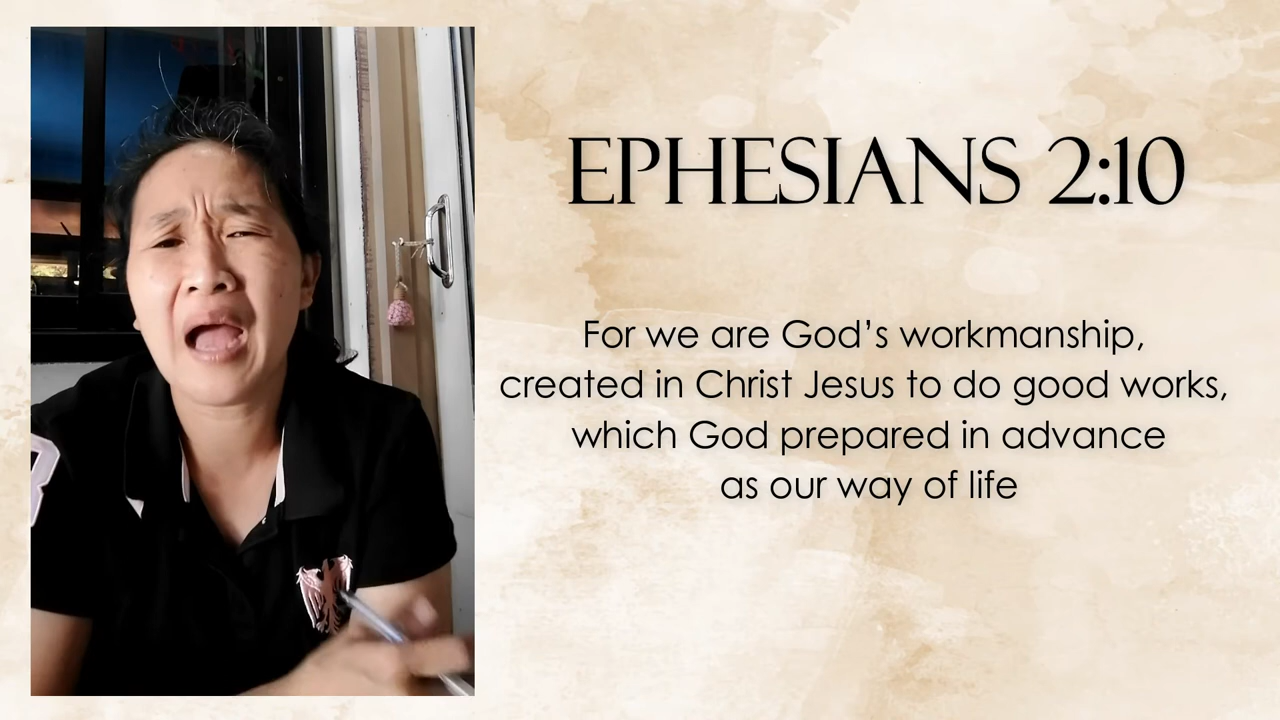 EPHESIANS 2:10
For we are God’s workmanship,
created in Christ Jesus to do good works,
which God prepared in advance
as our way of life